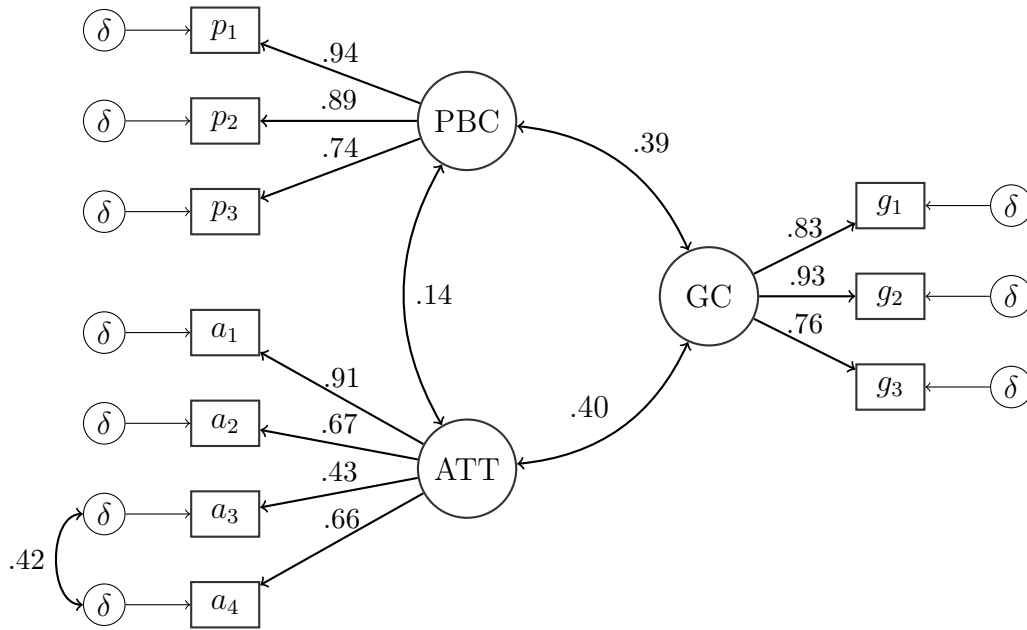 δ p₁ .94
δ p₂ .89 PBC
δ p₃ .74
.39
δ g₁ .83
δ g₂ .93 GC
δ g₃ .76
.14
.40
δ a₁ .91
δ a₂ .67 ATT
δ a₃ .43
δ a₄ .66
.42